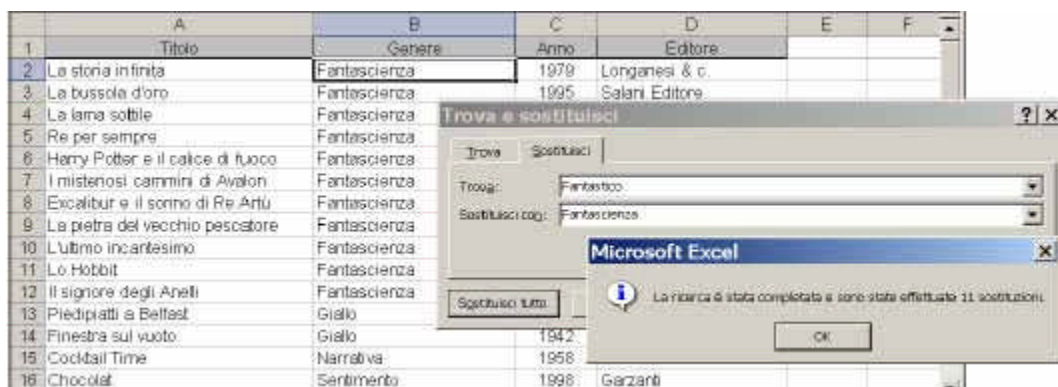 A B C D E F
1 Titolo Genere Anno Editore
2 La storia infinita Fantascienza 1979 Longanesi & c.
3 La bussola d'oro Fantascienza 1995 Salani Editore
4 La lama sottile Fantascienza
5 Re per sempre Fantascienza
6 Harry Potter e il calice di fuoco Fantascienza
7 I misteriosi cammini di Avalon Fantascienza
8 Excalibur e il sonno di Re Artù Fantascienza
9 La pietra del vecchio pescatore Fantascienza
10 L'ultimo incantesimo Fantascienza
11 Lo Hobbit Fantascienza
12 Il signore degli Anelli Fantascienza
13 Piedipiatti a Belfast Giallo
14 Finestra sul vuoto Giallo 1942
15 Cocktail Time Narrativa 1958
16 Chocolat Sentimento 1998 Garzanti
Trova e sostituisci
Trova Sostituisci
Trova: Fantastico
Sostituisci con: Fantascienza
Sostituisci tutto
Microsoft Excel
La ricerca è stata completata e sono state effettuate 11 sostituzioni.
OK